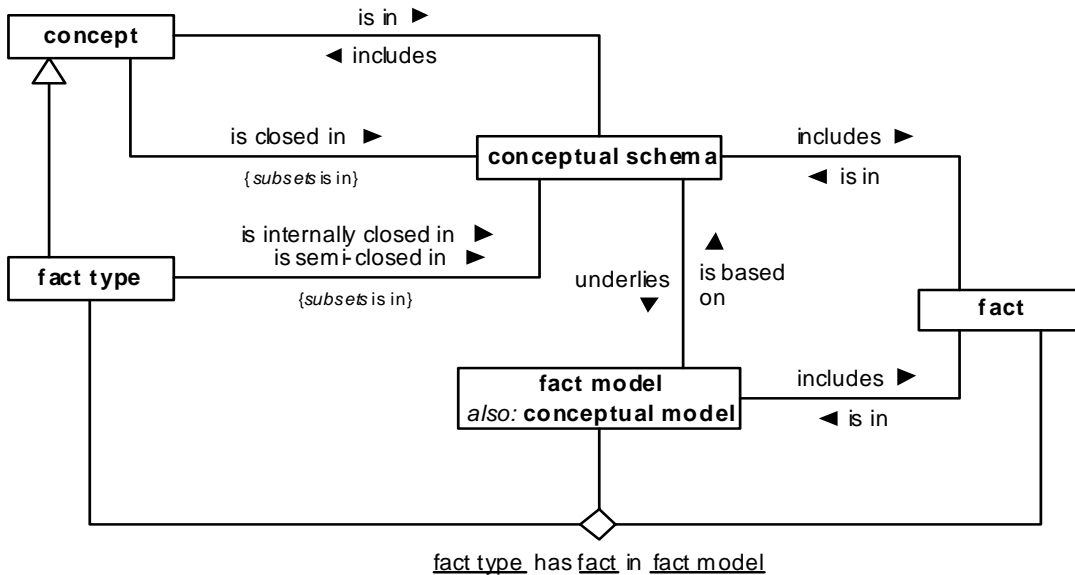 is in ►
concept
◄ includes
is closed in ►
{subsets is in}
conceptual schema
includes ►
◄ is in
is internally closed in ►
is semi-closed in ►
{subsets is in}
fact type
underlies
▼
▲
is based
on
fact
fact model
also: conceptual model
includes ►
◄ is in
fact type has fact in fact model